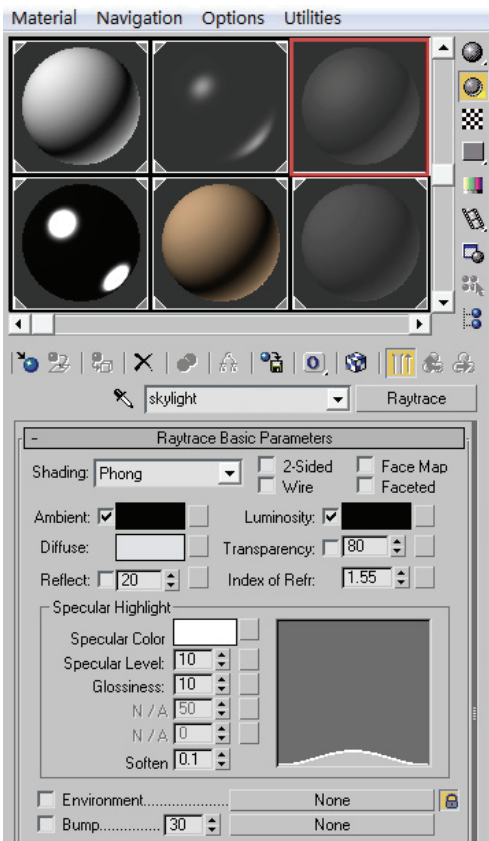 Material Navigation Options Utilities
skylight Raytrace
- Raytrace Basic Parameters
Shading: Phong 2-Sided Face Map
Wire Faceted
Ambient: Luminosity:
Diffuse: Transparency: 80
Reflect: 20 Index of Refr: 1.55
Specular Highlight
Specular Color
Specular Level: 10
Glossiness: 10
N / A 50
N / A 0
Soften 0.1
Environment.................... None
Bump.............. 30 None